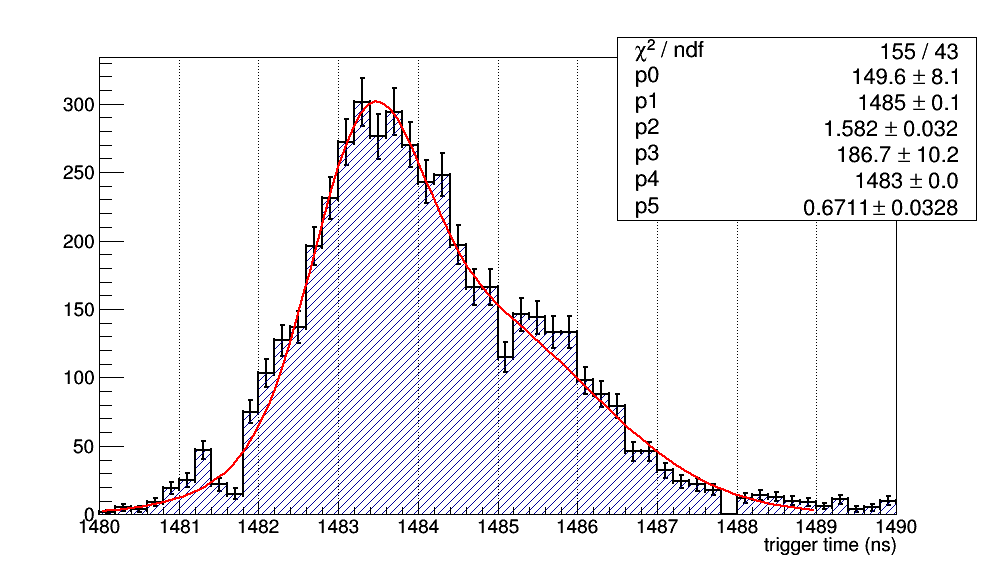 χ² / ndf 155 / 43
p0 149.6 ± 8.1
p1 1485 ± 0.1
p2 1.582 ± 0.032
p3 186.7 ± 10.2
p4 1483 ± 0.0
p5 0.6711 ± 0.0328
300
250
200
150
100
50
0
1480 1481 1482 1483 1484 1485 1486 1487 1488 1489 1490
trigger time (ns)